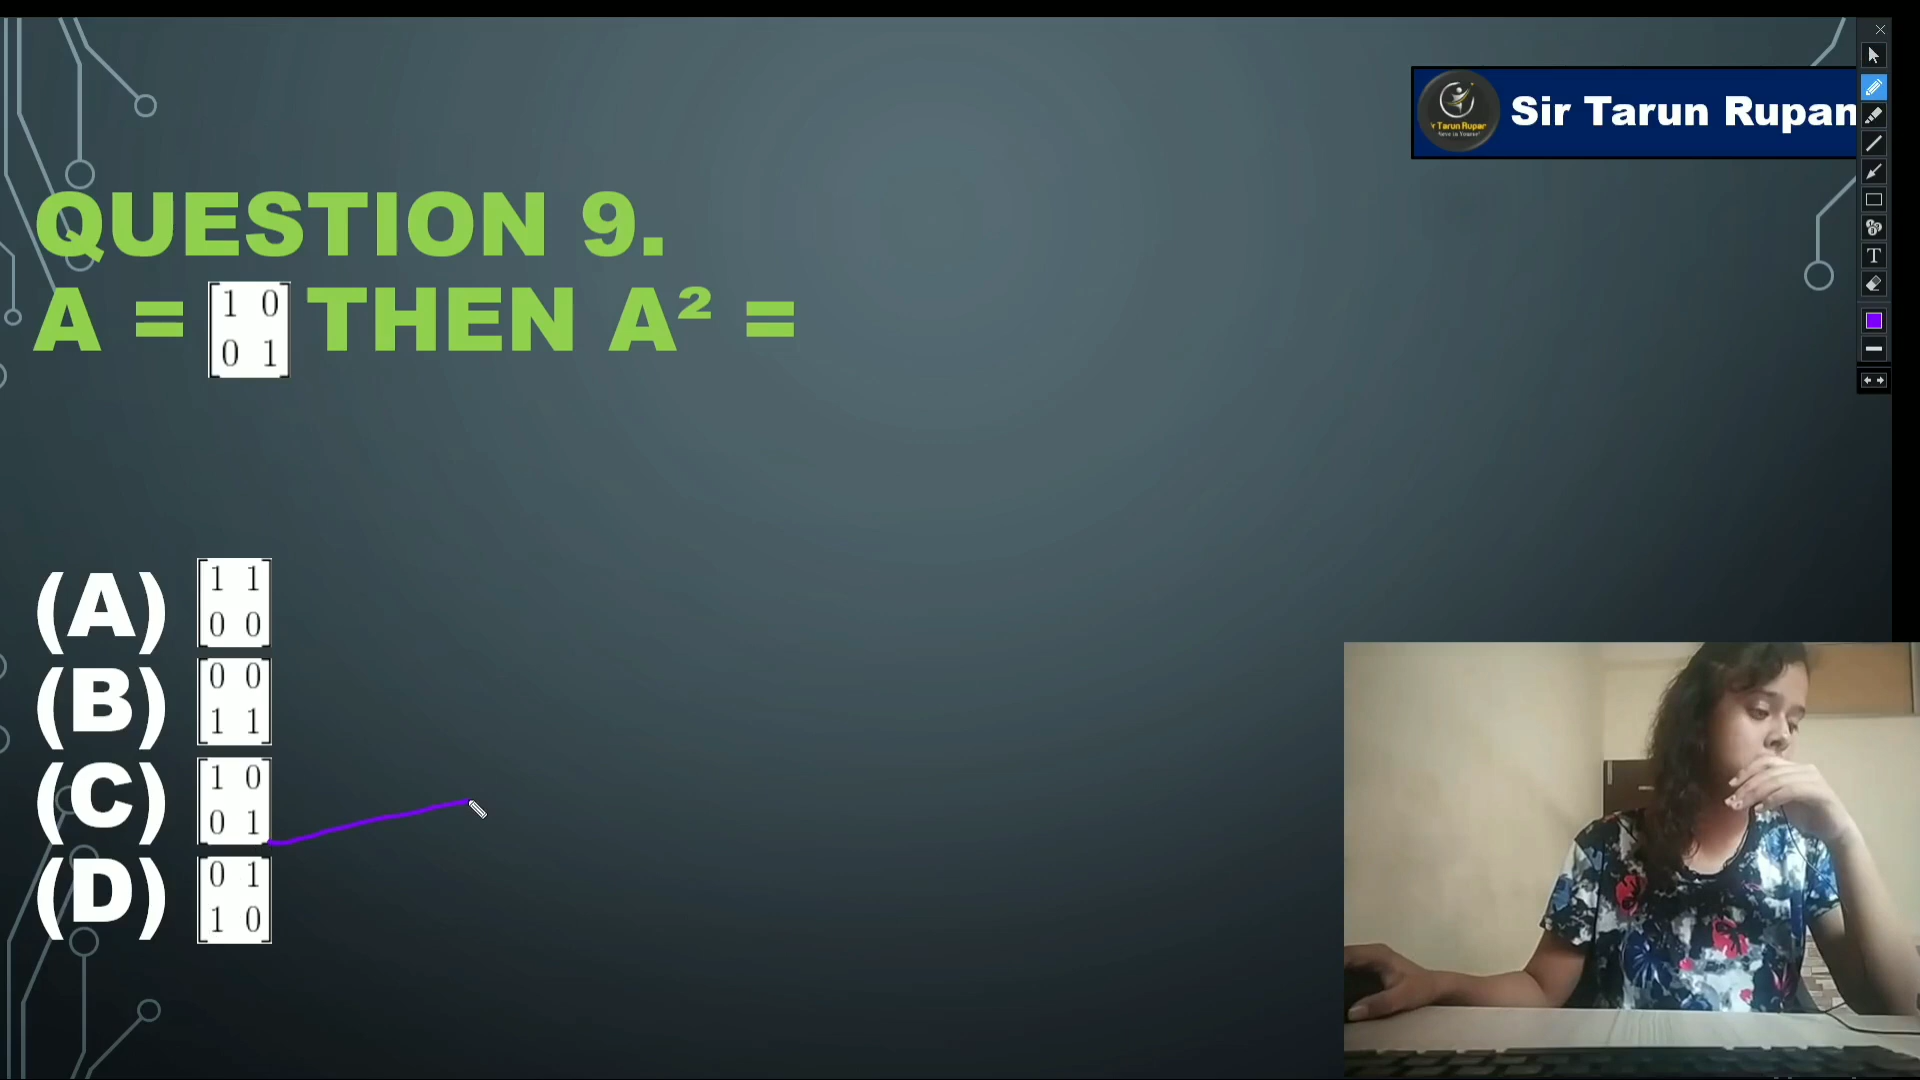 Sir Tarun Rupan
QUESTION 9.
A = [1 0
0 1] THEN A² =
(A) [1 1
0 0]
(B) [0 0
1 1]
(C) [1 0
0 1]
(D) [0 1
1 0]